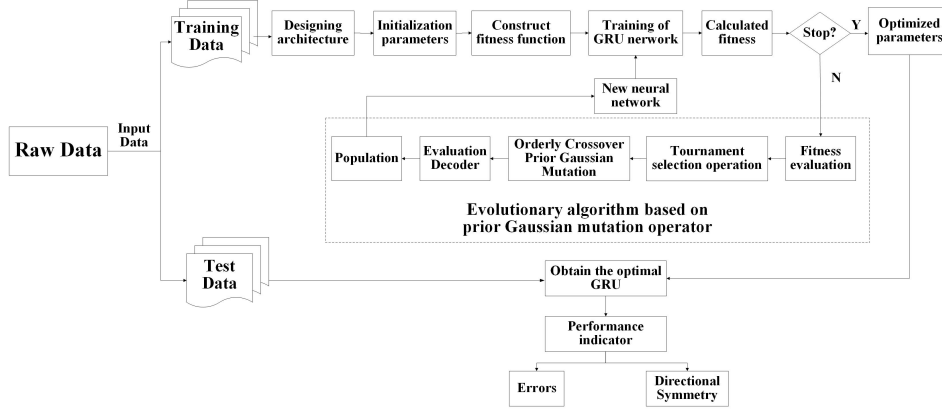 Training
Data
Designing
architecture
Initialization
parameters
Construct
fitness function
Training of
GRU nerwork
Calculated
fitness
Stop?
Y
Optimized
parameters
N
New neural
network
Raw Data
Input
Data
Population
Evaluation
Decoder
Orderly Crossover
Prior Gaussian
Mutation
Tournament
selection operation
Fitness
evaluation
Evolutionary algorithm based on
prior Gaussian mutation operator
Test
Data
Obtain the optimal
GRU
Performance
indicator
Errors
Directional
Symmetry